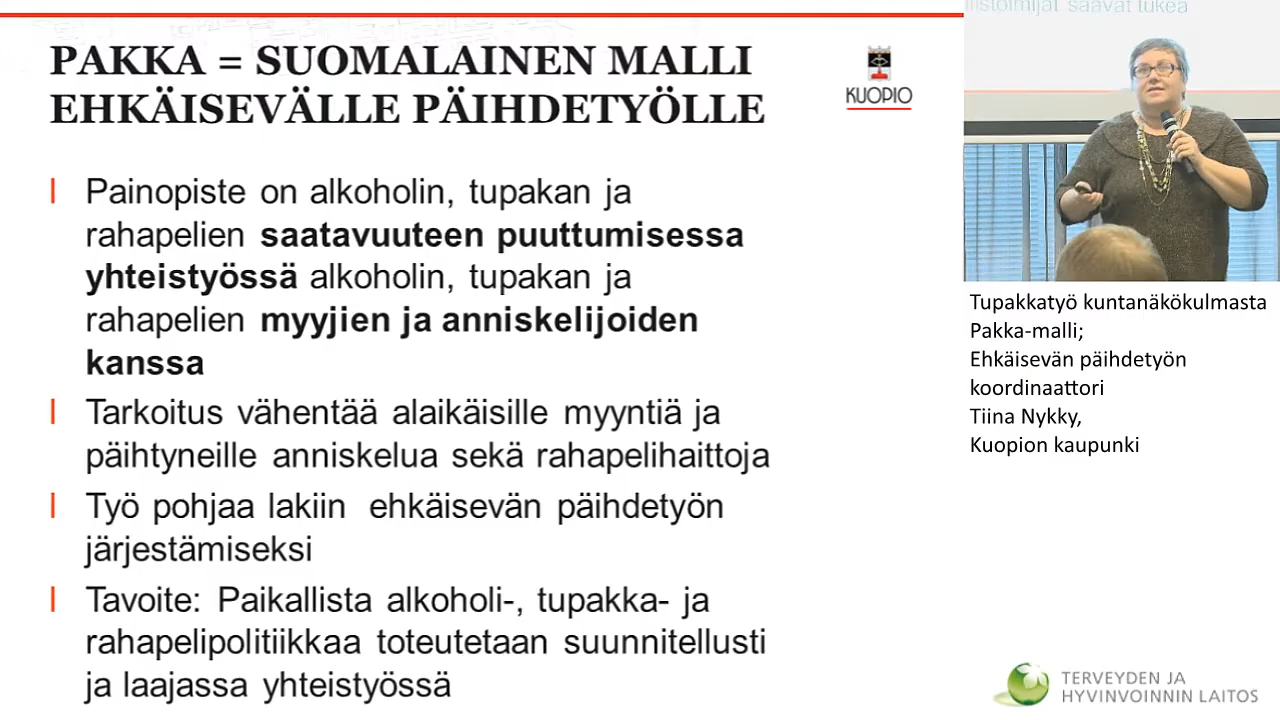 PAKKA = SUOMALAINEN MALLI
EHKÄISEVÄLLE PÄIHDETYÖLLE
KUOPIO
Painopiste on alkoholin, tupakan ja
rahapelien saatavuuteen puuttumisessa
yhteistyössä alkoholin, tupakan ja
rahapelien myyjien ja anniskelijoiden
kanssa
Tarkoitus vähentää alaikäisille myyntiä ja
päihtyneille anniskelua sekä rahapelihaittoja
Työ pohjaa lakiin ehkäisevän päihdetyön
järjestämiseksi
Tavoite: Paikallista alkoholi-, tupakka- ja
rahapelipolitiikkaa toteutetaan suunnitellusti
ja laajassa yhteistyössä
saavat tukea
Tupakkatyö kuntanäkökulmasta
Pakka-malli;
Ehkäisevän päihdetyön
koordinaattori
Tiina Nykky,
Kuopion kaupunki
TERVEYDEN JA
HYVINVOINNIN LAITOS